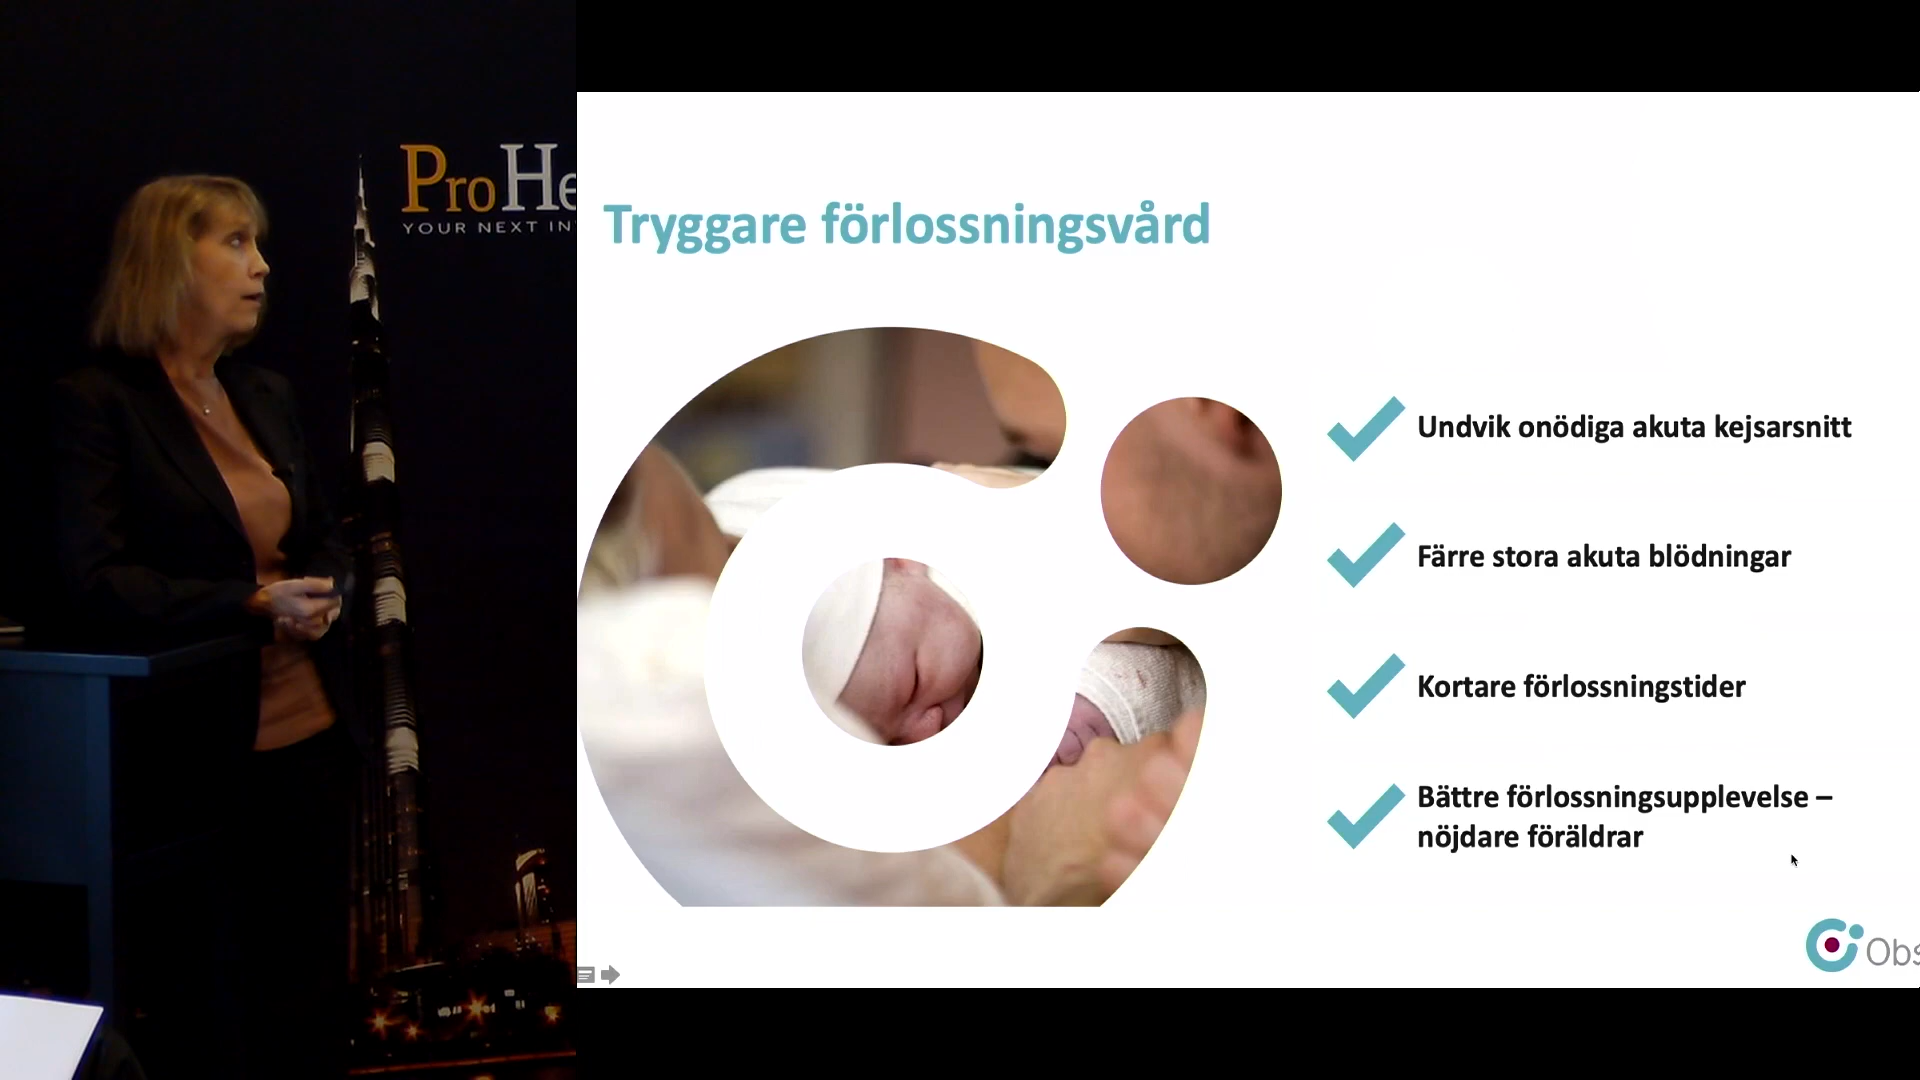 ProHe
YOUR NEXT IN
Tryggare förlossningsvård
Undvik onödiga akuta kejsarsnitt
Färre stora akuta blödningar
Kortare förlossningstider
Bättre förlossningsupplevelse –
nöjdare föräldrar
Obs